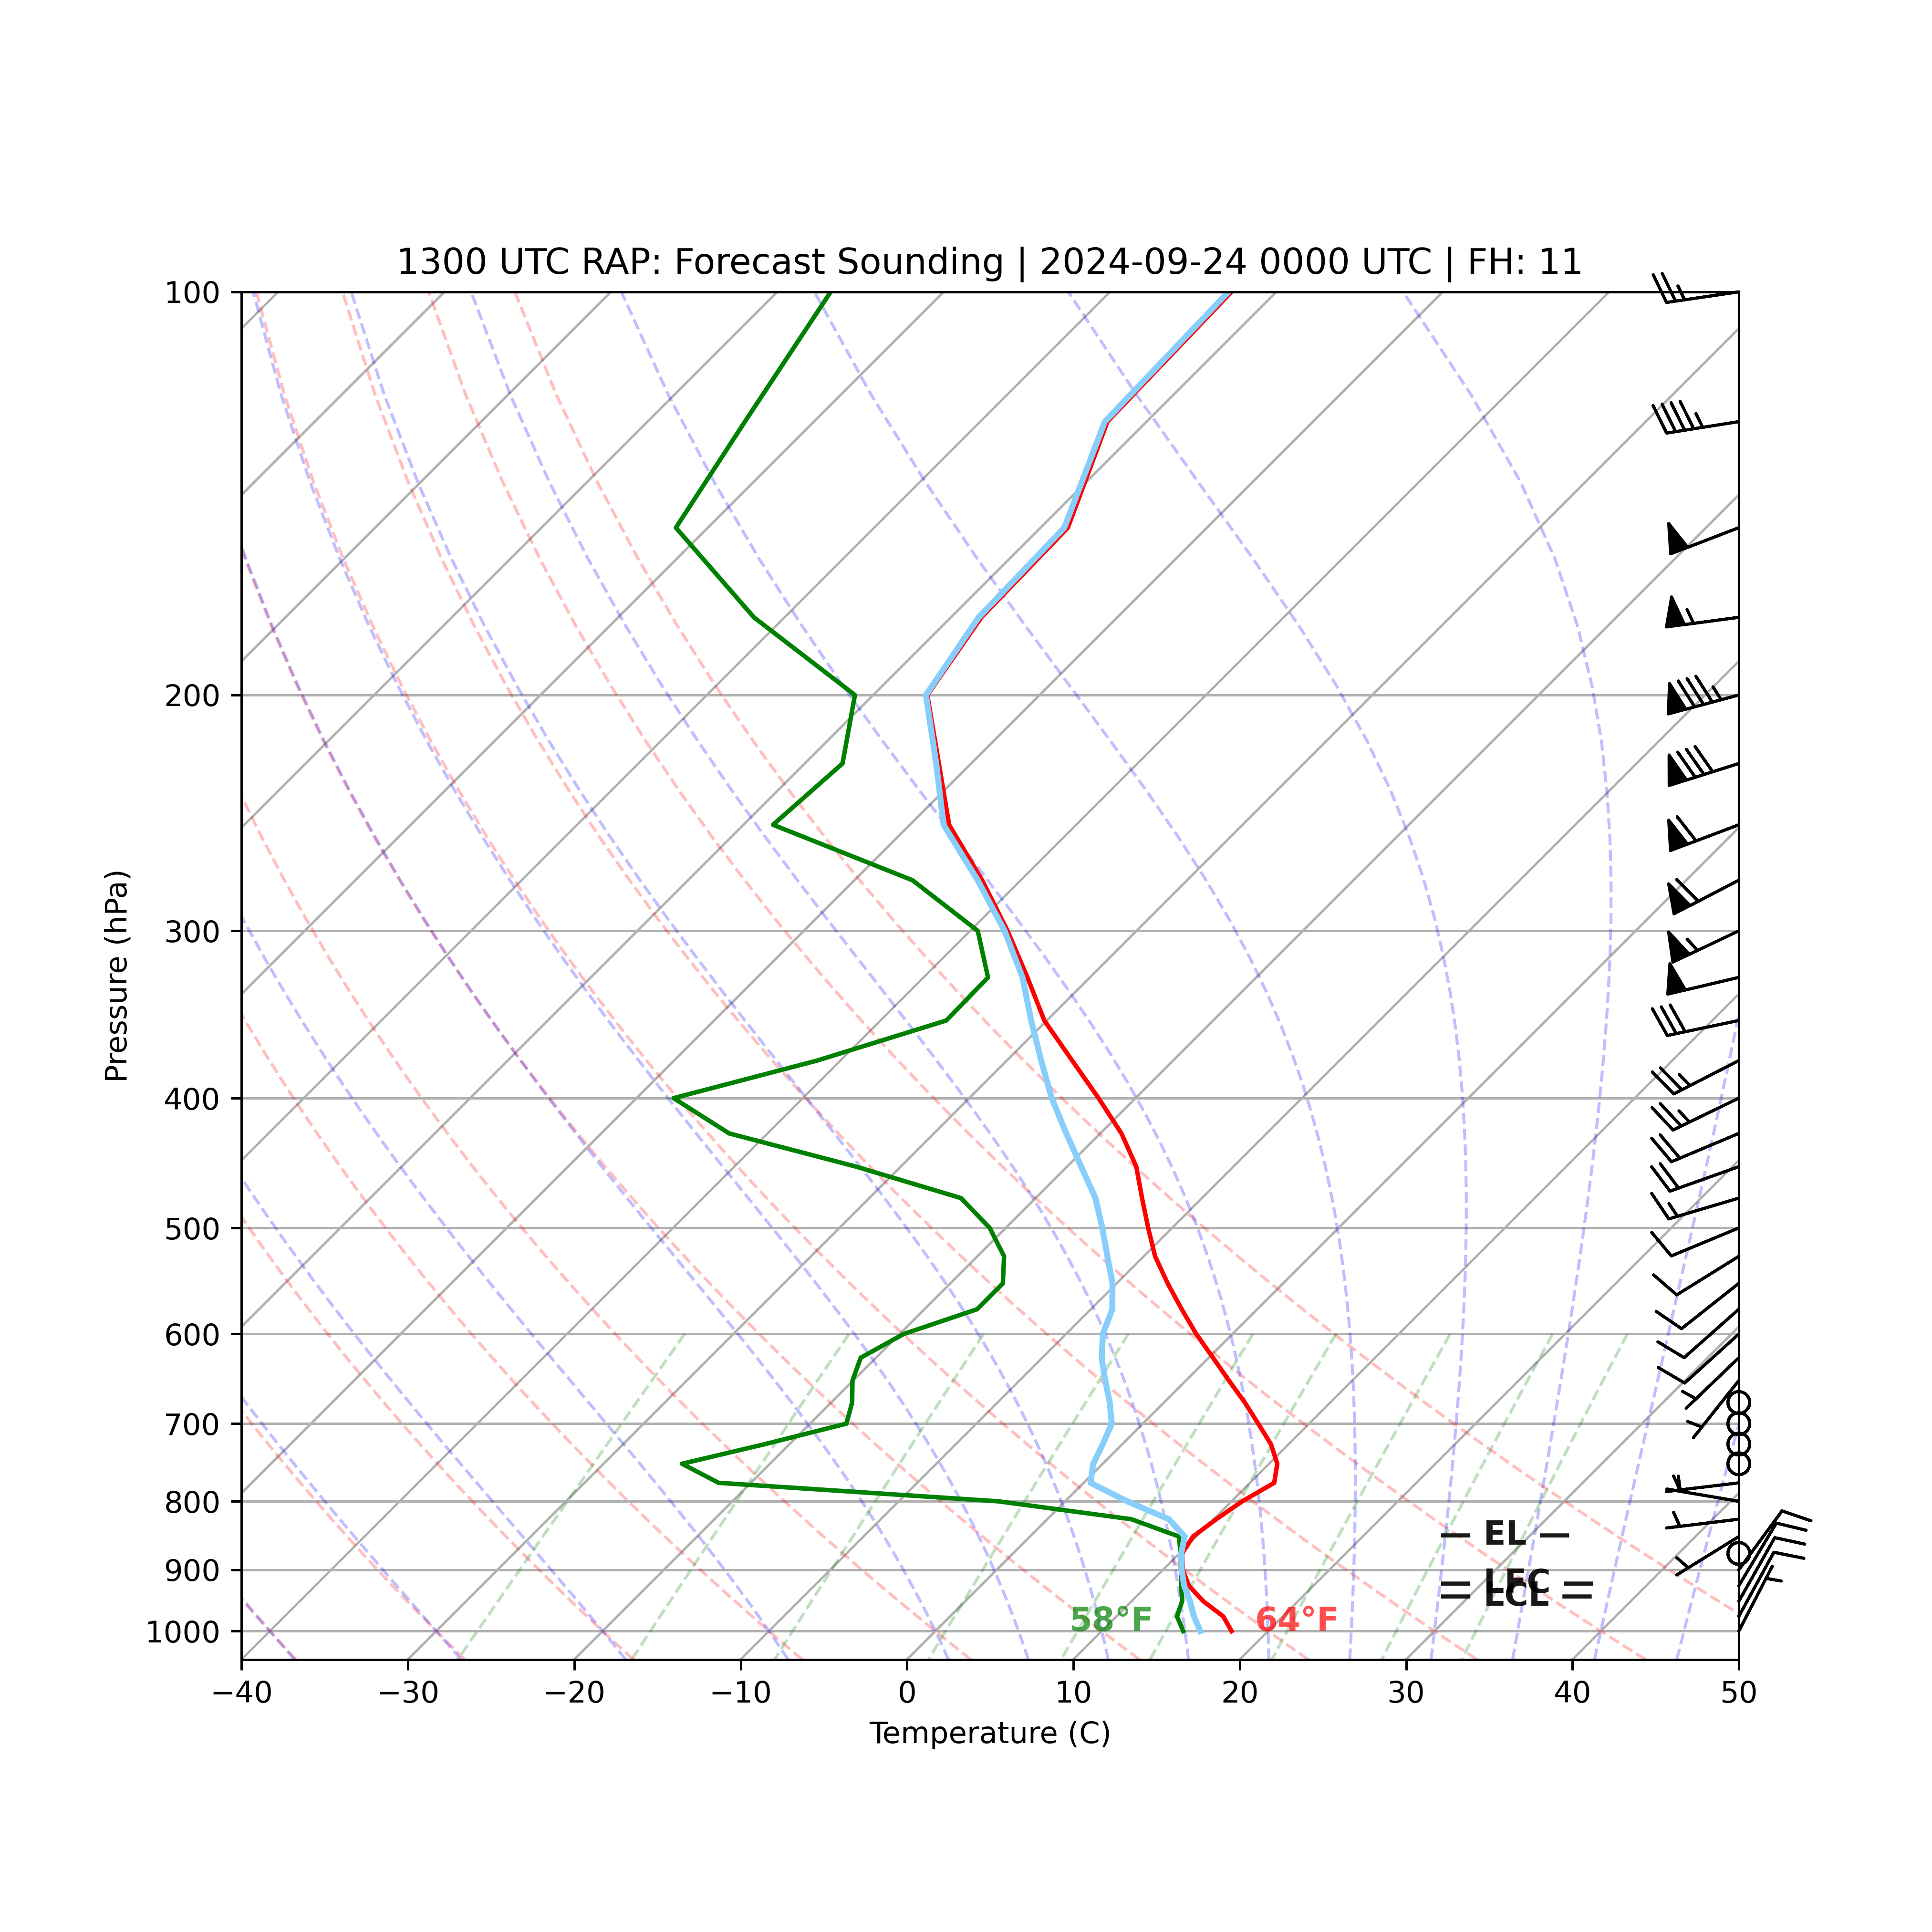 1300 UTC RAP: Forecast Sounding | 2024-09-24 0000 UTC | FH: 11
100
200
300
400
500
600
700
800
900
1000
Pressure (hPa)
— EL —
— LFC —
— LCL —
58°F
64°F
−40 −30 −20 −10 0 10 20 30 40 50
Temperature (C)